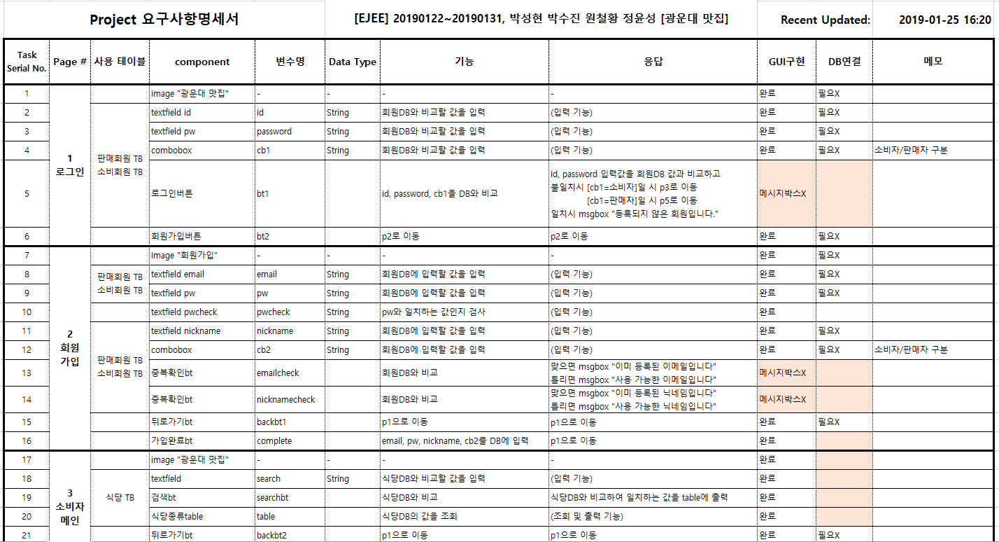 Project 요구사항명세서 [EJEE] 20190122~20190131, 박성현 박수진 원철황 정윤성 [광운대 맛집] Recent Updated: 2019-01-25 16:20
Task Serial No. Page # 사용 테이블 component 변수명 Data Type 기능 응답 GUI구현 DB연결 메모
1 로그인
판매회원 TB
소비회원 TB
1 image "광운대 맛집" - - - - 완료 필요X
2 textfield id id String 회원DB와 비교할 값을 입력 (입력 기능) 완료 필요X
3 textfield pw password String 회원DB와 비교할 값을 입력 (입력 기능) 완료 필요X
4 combobox cb1 String 회원DB와 비교할 값을 입력 (입력 기능) 완료 필요X 소비자/판매자 구분
5 로그인버튼 bt1 id, password, cb1을 DB와 비교 id, password 입력값을 회원DB 값과 비교하고
불일치시 [cb1=소비자]일 시 p3로 이동
[cb1=판매자]일 시 p5로 이동
일치시 msgbox "등록되지 않은 회원입니다."
메시지박스X
6 회원가입버튼 bt2 p2로 이동 p2로 이동 완료 필요X
2 회원 가입
7 image "회원가입" - - - - 완료 필요X
판매회원 TB
소비회원 TB
8 textfield email email String 회원DB에 입력할 값을 입력 (입력 기능) 완료 필요X
9 textfield pw pw String 회원DB에 입력할 값을 입력 (입력 기능) 완료 필요X
10 textfield pwcheck pwcheck String pw와 일치하는 값인지 검사 (입력 기능) 완료
판매회원 TB
소비회원 TB
11 textfield nickname nickname String 회원DB에 입력할 값을 입력 (입력 기능) 완료 필요X
12 combobox cb2 String 회원DB에 입력할 값을 입력 (입력 기능) 완료 필요X 소비자/판매자 구분
13 중복확인bt emailcheck 회원DB와 비교 맞으면 msgbox "이미 등록된 이메일입니다"
틀리면 msgbox "사용 가능한 이메일입니다"
메시지박스X
14 중복확인bt nicknamecheck 회원DB와 비교 맞으면 msgbox "이미 등록된 닉네임입니다"
틀리면 msgbox "사용 가능한 닉네임입니다"
메시지박스X
15 뒤로가기bt backbt1 p1으로 이동 p1으로 이동 완료 필요X
16 가입완료bt complete email, pw, nickname, cb2를 DB에 입력 p1으로 이동 완료
3 소비자 메인
17 image "광운대 맛집" - - - - 완료
식당 TB
18 textfield search String 식당DB와 비교할 값을 입력 (입력 기능) 완료
19 검색bt searchbt 식당DB와 비교 식당DB와 비교하여 일치하는 값을 table에 출력 완료
20 식당종류table table 식당DB의 값을 조회 (조회 및 출력 기능) 완료
21 뒤로가기bt backbt2 p1으로 이동 p1으로 이동 완료 필요X